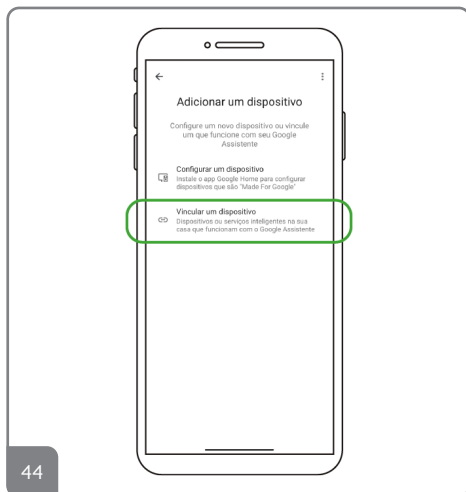 Adicionar um dispositivo
Configure um novo dispositivo ou vincule
um que funcione com seu Google
Assistente
Configurar um dispositivo
Instale o app Google Home para configurar
dispositivos que são "Made For Google"
Vincular um dispositivo
Dispositivos ou serviços inteligentes na sua
casa que funcionam com o Google Assistente
44